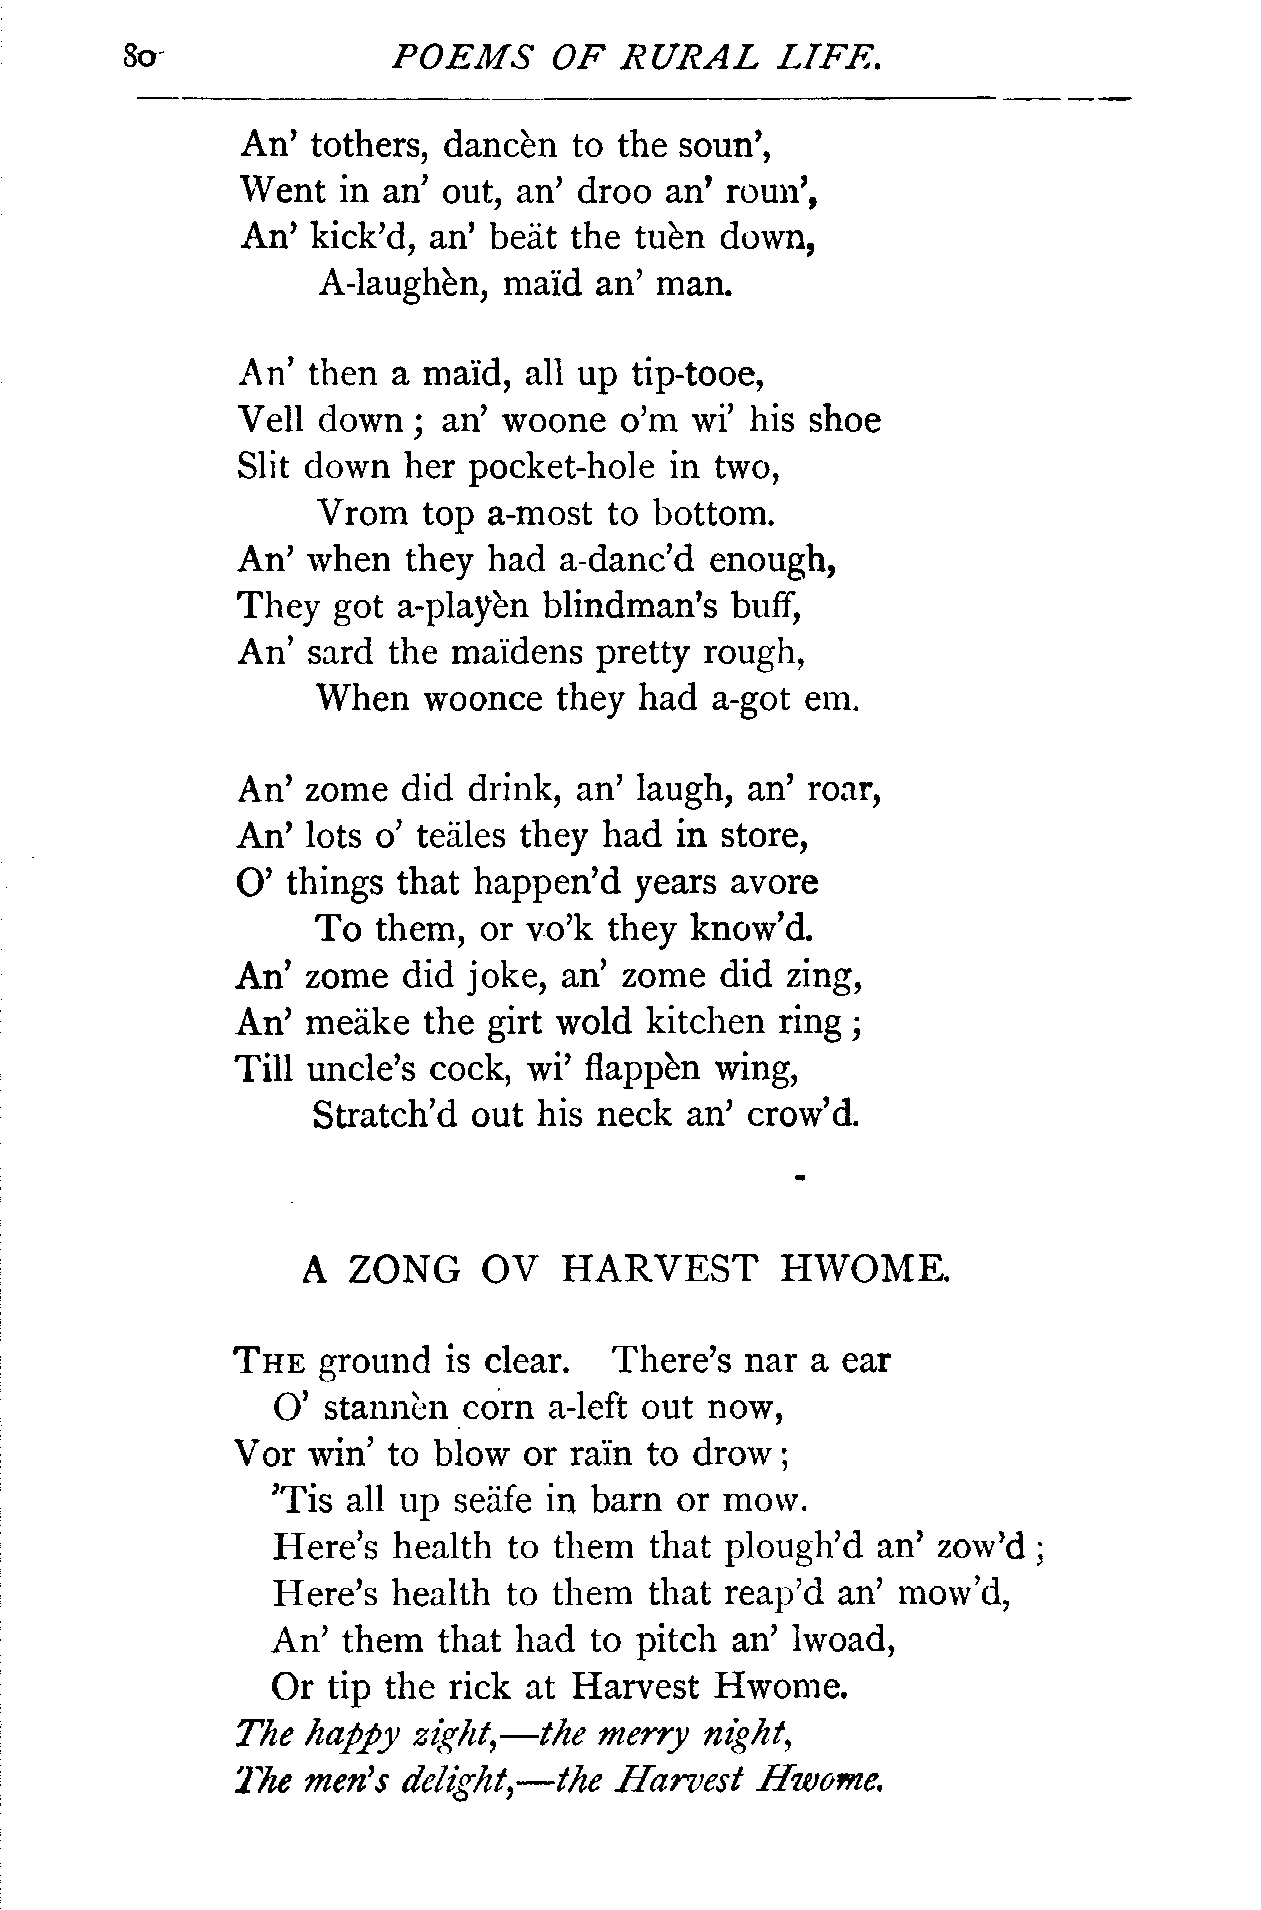 80 POEMS OF RURAL LIFE.
An' tothers, dancèn to the soun',
Went in an' out, an' droo an' roun',
An' kick'd, an' beät the tuèn down,
A-laughèn, maïd an' man.
An' then a maïd, all up tip-tooe,
Vell down ; an' woone o'm wi' his shoe
Slit down her pocket-hole in two,
Vrom top a-most to bottom.
An' when they had a-danc'd enough,
They got a-playèn blindman's buff,
An' sard the maïdens pretty rough,
When woonce they had a-got em.
An' zome did drink, an' laugh, an' roar,
An' lots o' teäles they had in store,
O' things that happen'd years avore
To them, or vo'k they know'd.
An' zome did joke, an' zome did zing,
An' meäke the girt wold kitchen ring ;
Till uncle's cock, wi' flappèn wing,
Stratch'd out his neck an' crow'd.
A ZONG OV HARVEST HWOME.
THE ground is clear. There's nar a ear
O' stannèn corn a-left out now,
Vor win' to blow or raïn to drow ;
'Tis all up seäfe in barn or mow.
Here's health to them that plough'd an' zow'd ;
Here's health to them that reap'd an' mow'd,
An' them that had to pitch an' lwoad,
Or tip the rick at Harvest Hwome.
The happy zight,—the merry night,
The men's delight,—the Harvest Hwome.